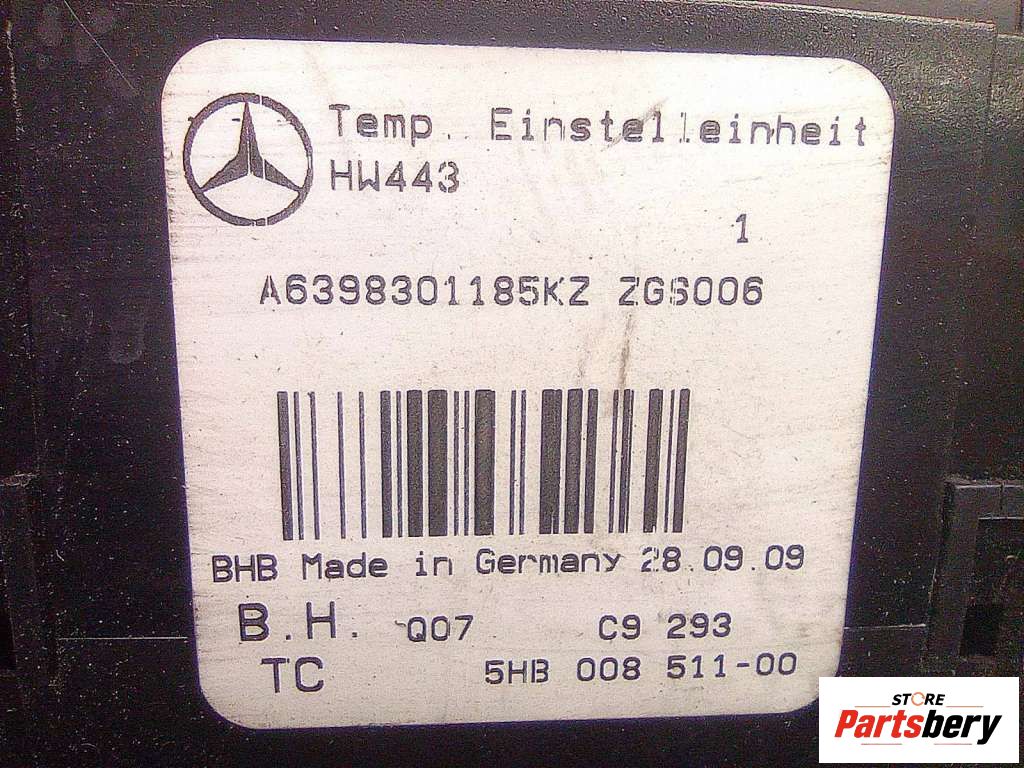 Temp. Einstelleinheit
HW443
1
A6398301185KZ ZGS006
BHB Made in Germany 28.09.09
B.H. Q07 C9 293
TC 5HB 008 511-00
STORE
Partsbery